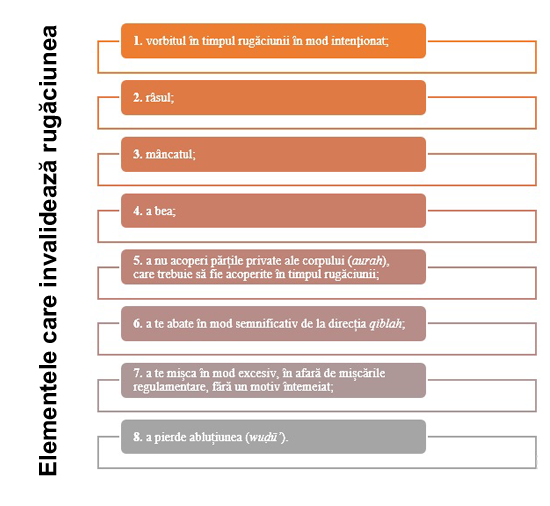 Elementele care invalidează rugăciunea
1. vorbitul în timpul rugăciunii în mod intenționat;
2. râsul;
3. mâncatul;
4. a bea;
5. a nu acoperi părțile private ale corpului (aurah),
care trebuie să fie acoperite în timpul rugăciunii;
6. a te abate în mod semnificativ de la direcția qiblah;
7. a te mișca în mod excesiv, în afară de mișcările
regulamentare, fără un motiv întemeiat;
8. a pierde abluțiunea (wuḍū’).